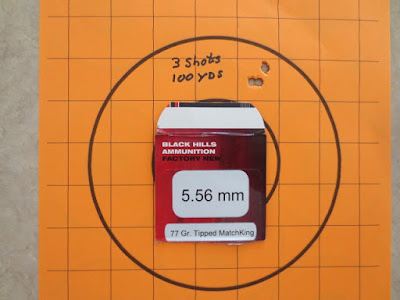 3 Shots
100 YDS
BLACK HILLS
AMMUNITION
FACTORY NEW
5.56 mm
77 Gr. Tipped MatchKing